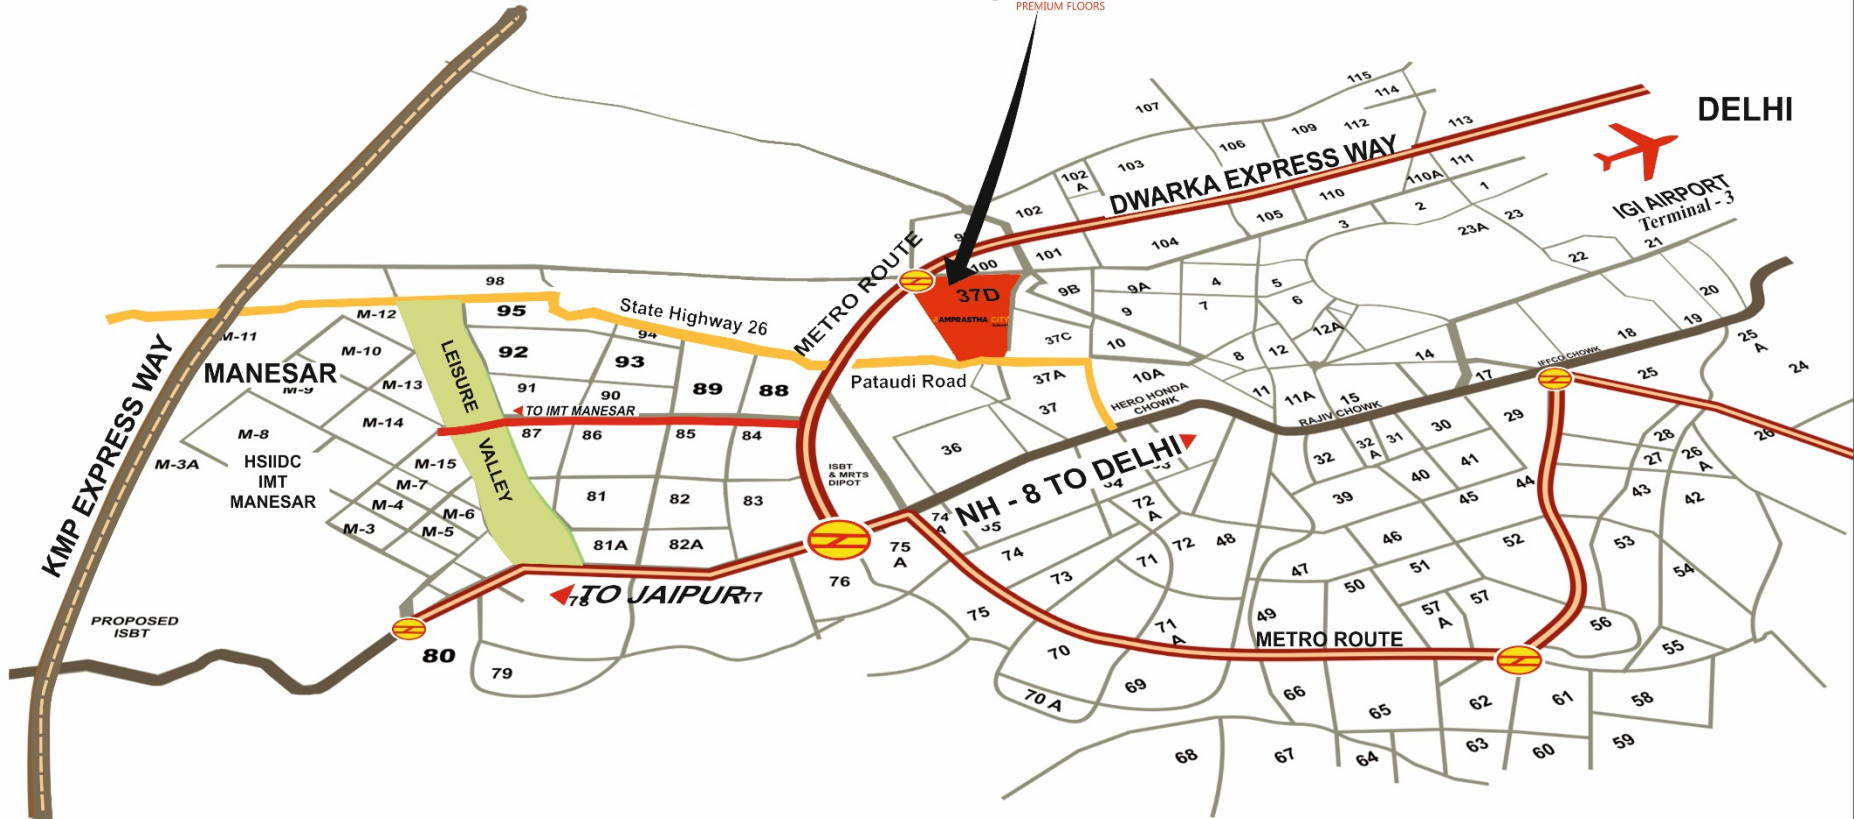 PREMIUM FLOORS
115
114
107
DELHI
113
112
109
106
DWARKA EXPRESS WAY
103
111
102
A
110A
110
1
IGI AIRPORT
Terminal - 3
102
105
2
23
3
23A
104
101
100
METRO ROUTE
22
21
98
37D
AMPRASTHA CITY
9B
9A
4
5
6
7
9
20
19
18
95
M-12
State Highway 26
M-11
94
12A
37C
10
KMP EXPRESS WAY
LEISURE
VALLEY
M-10
92
93
8
12
14
IFFCO CHOWK
25
A
24
25
MANESAR
M-9
M-13
91
90
89
88
Pataudi Road
37A
10A
17
11
11A
15
HERO HONDA
CHOWK
RAJIV CHOWK
TO IMT MANESAR
37
29
30
M-14
87
86
85
84
M-8
36
NH - 8 TO DELHI
32
A
31
32
28
26
27
26
A
M-3A
HSIIDC
IMT
MANESAR
M-15
M-7
M-4
M-6
M-3
M-5
ISBT
& MRTS
DIPOT
41
40
39
45
44
43
42
81
82
83
72
A
74
A
81A
82A
75
A
74
72
48
46
52
53
71
73
47
51
50
54
76
TO JAIPUR
77
75
49
57
A
57
56
71
A
PROPOSED
ISBT
METRO ROUTE
55
80
79
70
70 A
69
66
65
62
61
58
68
67
64
63
60
59